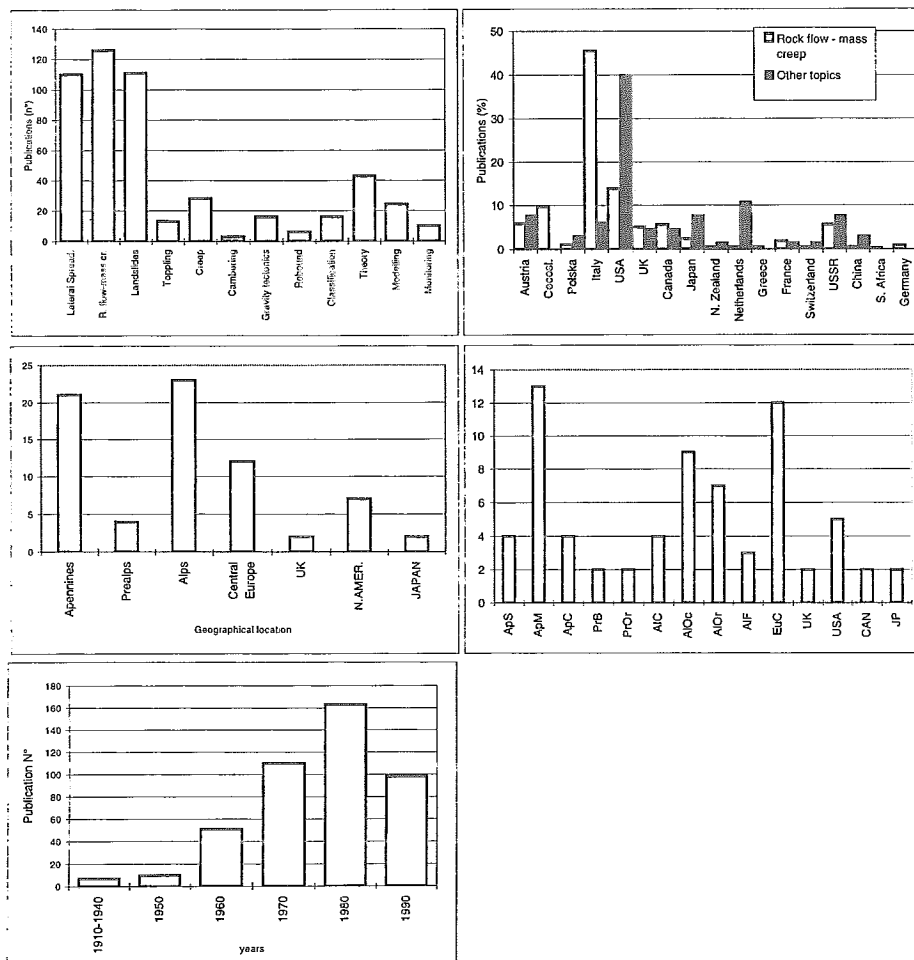 140
120
100
80
60
40
20
0
Publications (n°)
Lateral Spread.
R. flow-mass cr
Landslides
Toppling
Creep
Cambering
Gravity tectonics
Rebound
Classification
Theory
Modelling
Monitoring
50
40
30
20
10
0
Publications (%)
Rock flow - mass
creep
Other topics
Austria
Cecosl.
Polska
Italy
USA
UK
Canada
Japan
N. Zealand
Netherlands
Greece
France
Switzerland
USSR
China
S. Africa
Germany
25
20
15
10
5
0
Apennines
Prealps
Alps
Central
Europe
UK
N.AMER.
JAPAN
Geographical location
14
12
10
8
6
4
2
0
ApS
ApM
ApC
PrB
PrOr
AlC
AlOc
AlOr
AlF
EuC
UK
USA
CAN
JP
180
160
140
120
100
80
60
40
20
0
Publication N°
1910-1940
1950
1960
1970
1980
1990
years